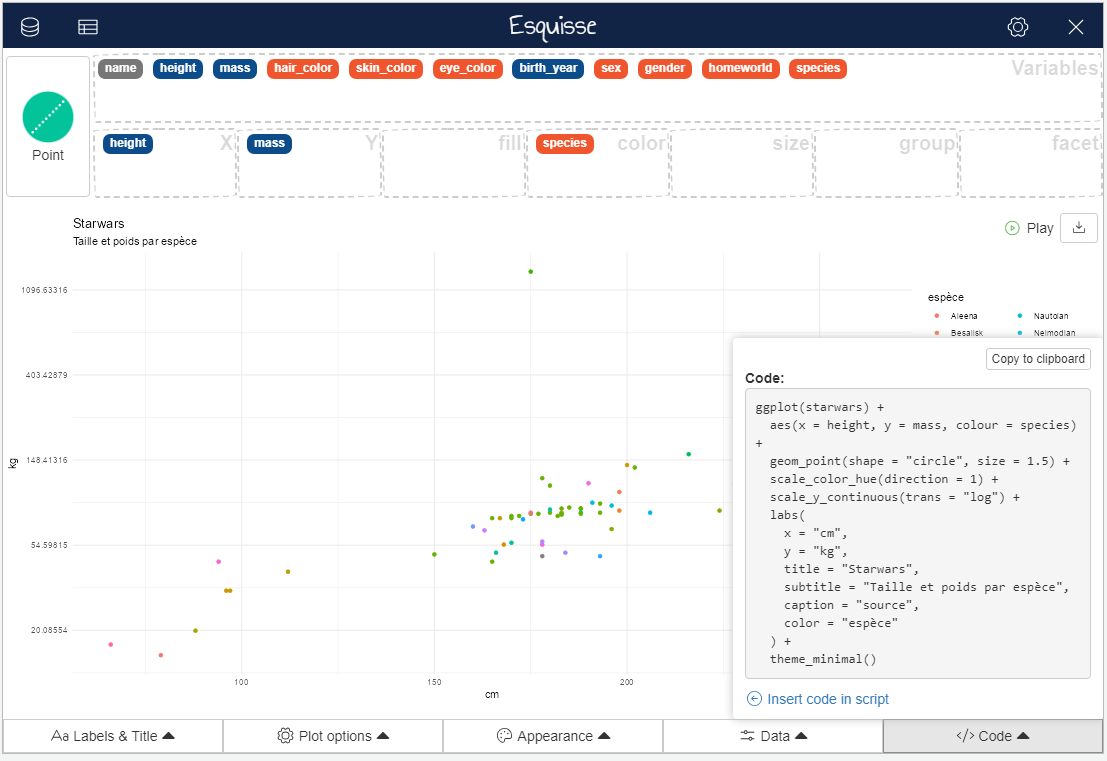 Esquisse
name height mass hair_color skin_color eye_color birth_year sex gender homeworld species Variables
height X mass Y fill species color size group facet
Point
Starwars
Taille et poids par espèce
Play
1096.63316
403.42879
148.41316
54.59815
20.08554
kg
100 150 200
cm
espèce
Aleena Nautolan
Besalisk Neimodian
Copy to clipboard
Code:
ggplot(starwars) +
aes(x = height, y = mass, colour = species)
+
geom_point(shape = "circle", size = 1.5) +
scale_color_hue(direction = 1) +
scale_y_continuous(trans = "log") +
labs(
x = "cm",
y = "kg",
title = "Starwars",
subtitle = "Taille et poids par espèce",
caption = "source",
color = "espèce"
) +
theme_minimal()
Insert code in script
Aa Labels & Title Plot options Appearance Data </> Code